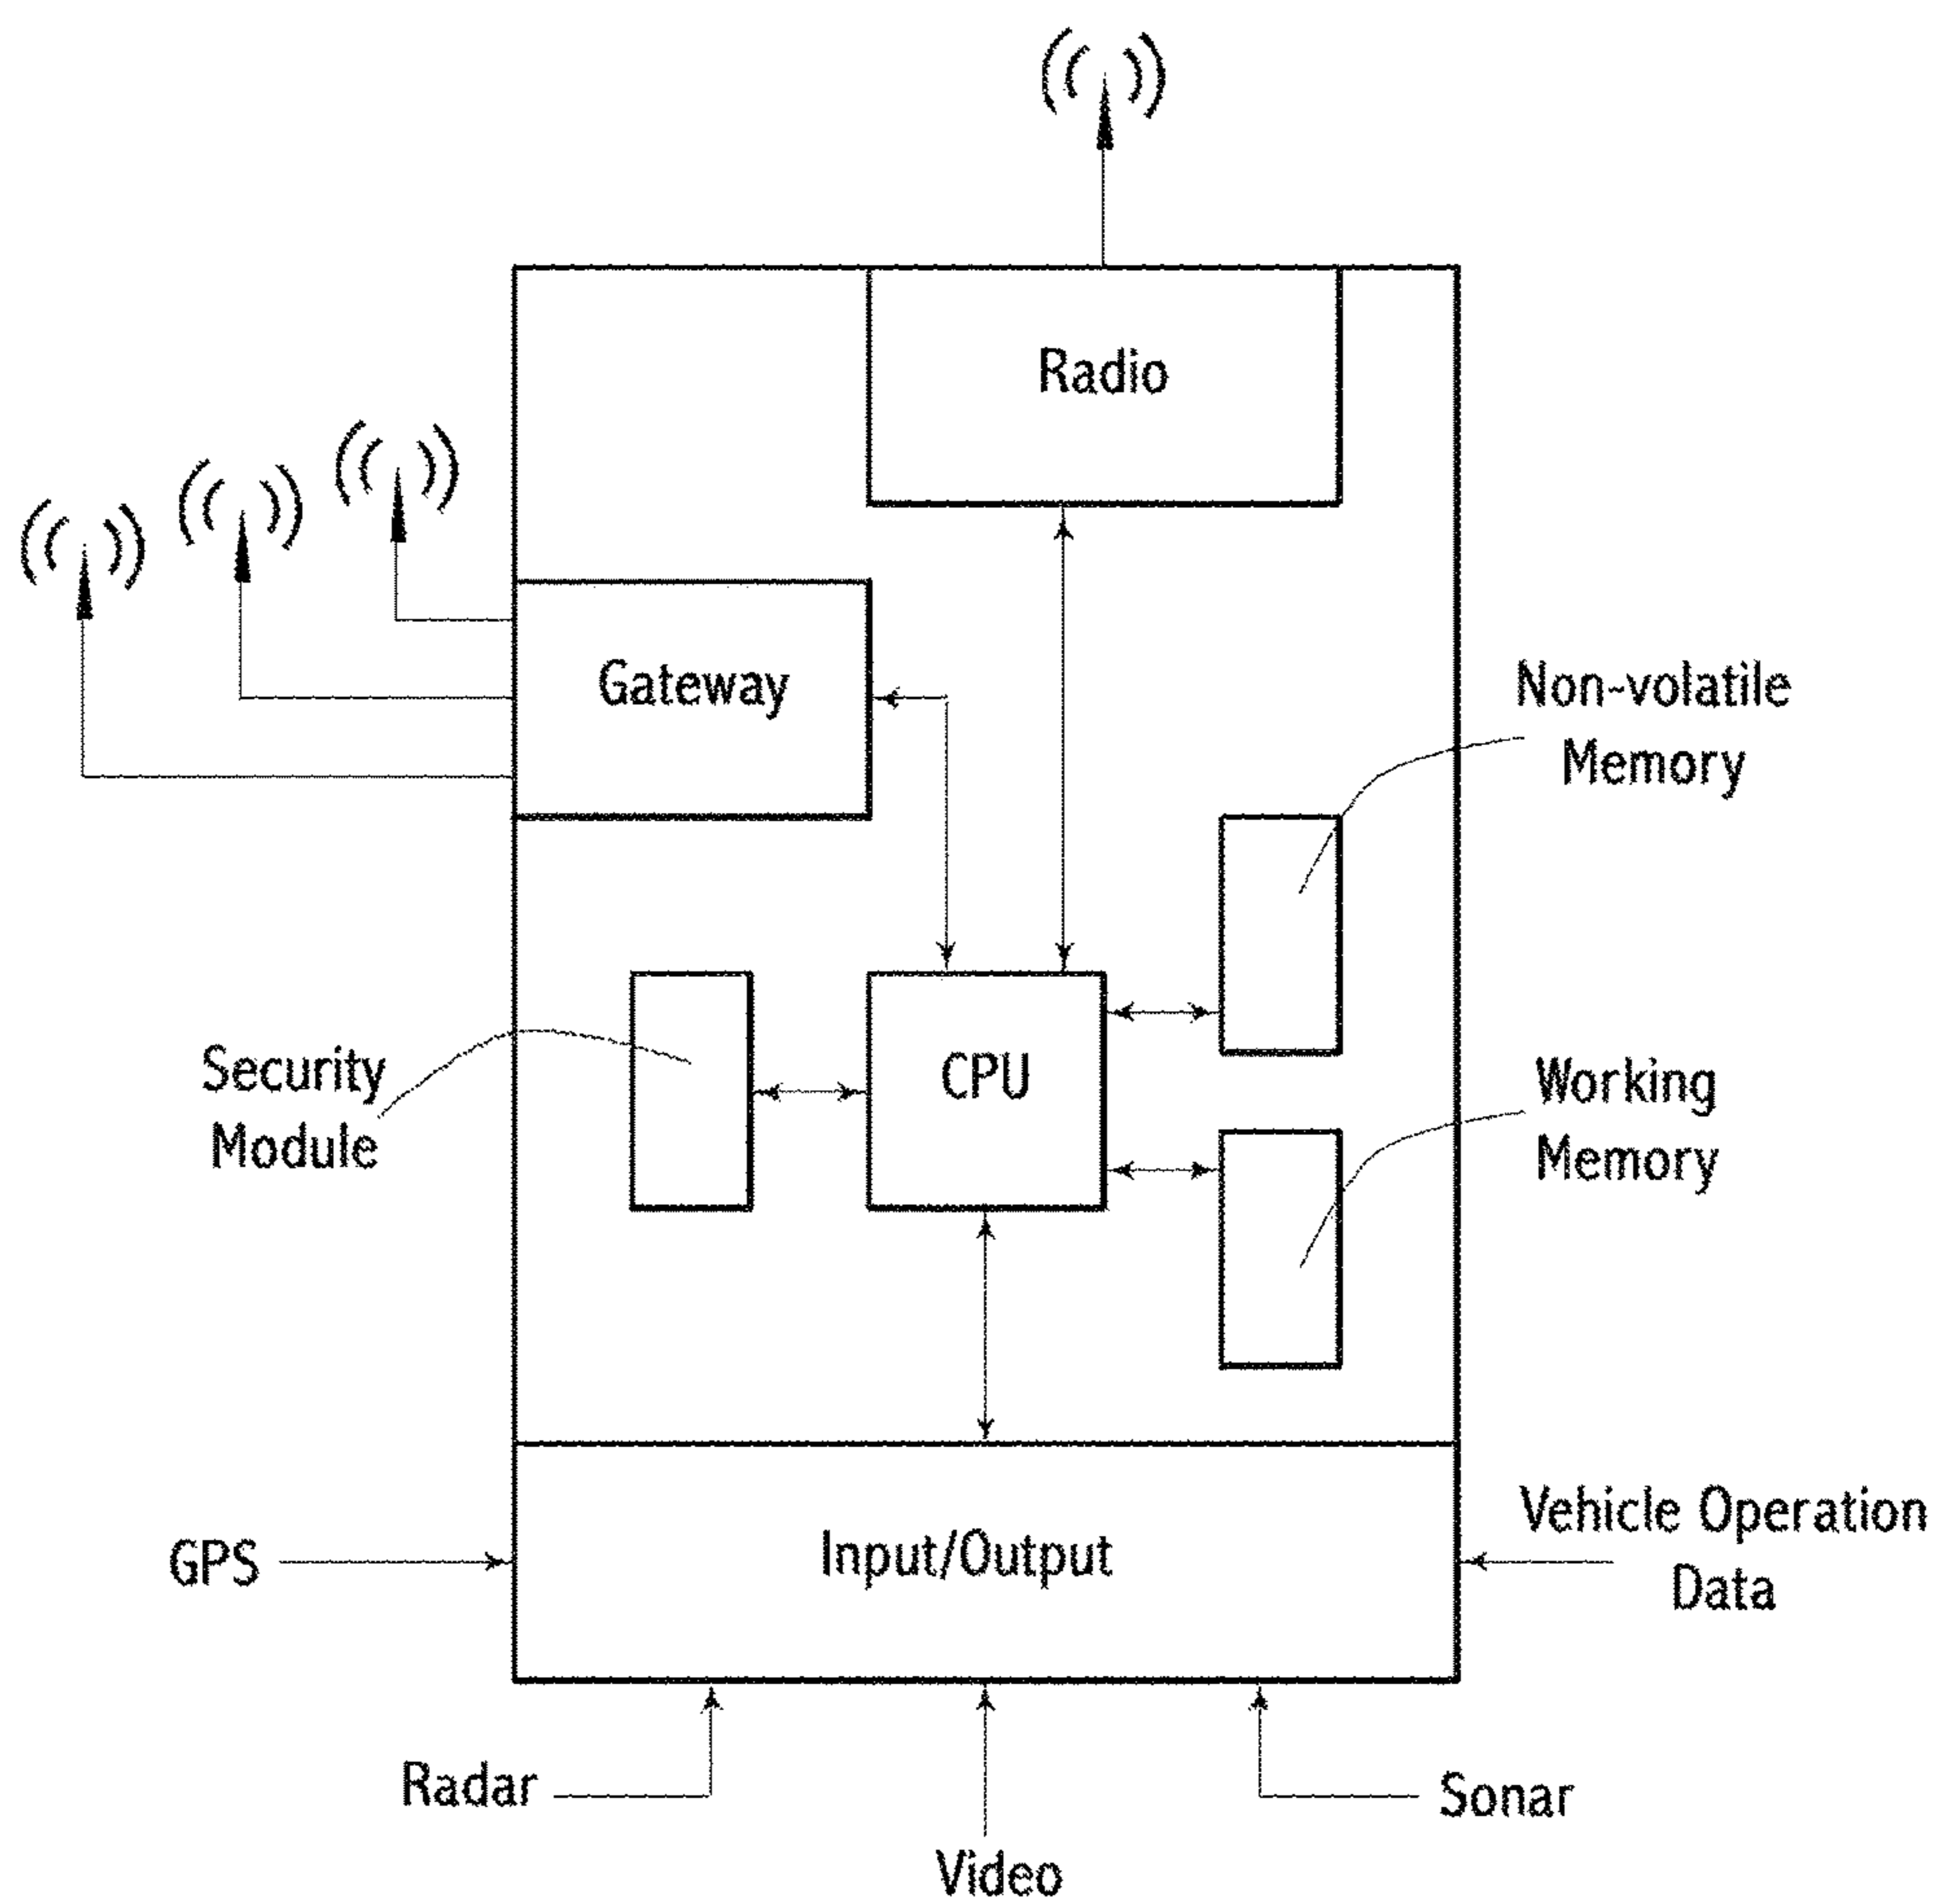 Radio
Gateway
Non-volatile
Memory
Security
Module
CPU
Working
Memory
GPS
Input/Output
Vehicle Operation
Data
Radar
Video
Sonar